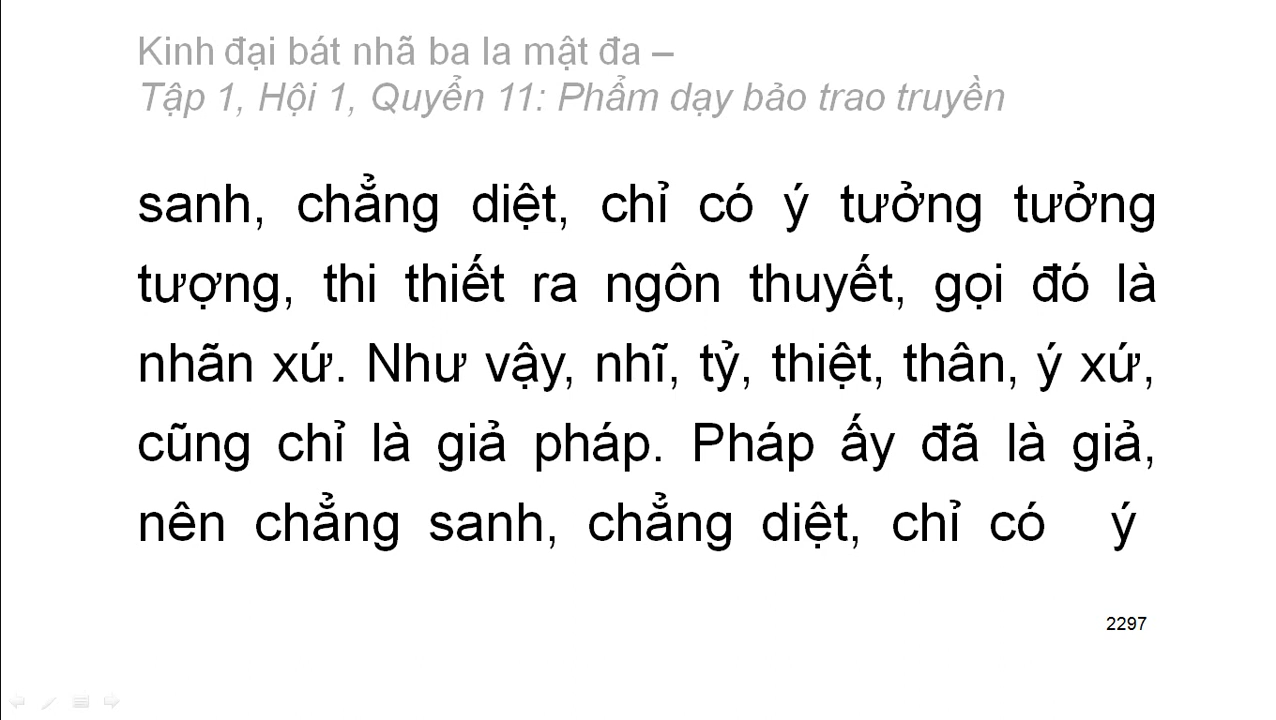 Kinh đại bát nhã ba la mật đa –
Tập 1, Hội 1, Quyển 11: Phẩm dạy bảo trao truyền
sanh, chẳng diệt, chỉ có ý tưởng tưởng
tượng, thi thiết ra ngôn thuyết, gọi đó là
nhãn xứ. Như vậy, nhĩ, tỷ, thiệt, thân, ý xứ,
cũng chỉ là giả pháp. Pháp ấy đã là giả,
nên chẳng sanh, chẳng diệt, chỉ có ý
2297